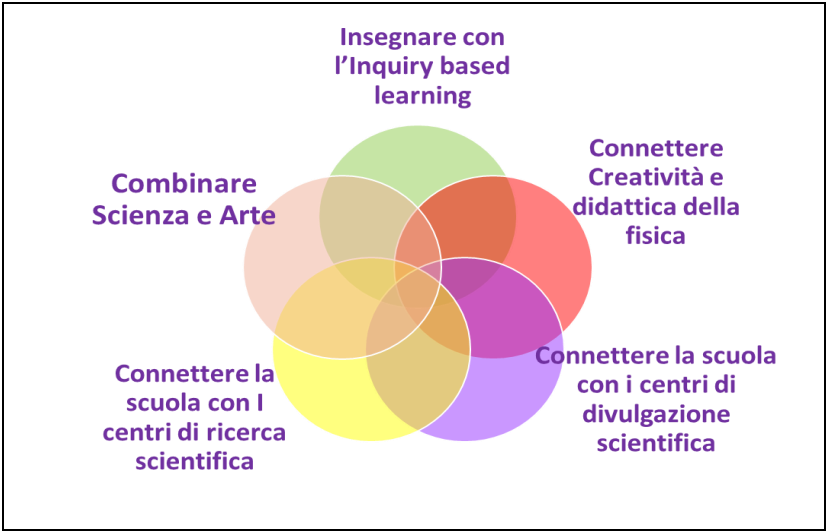 Insegnare con
l’Inquiry based
learning
Connettere
Creatività e
didattica della
fisica
Combinare
Scienza e Arte
Connettere la scuola
con i centri di
divulgazione
scientifica
Connettere la
scuola con I
centri di ricerca
scientifica